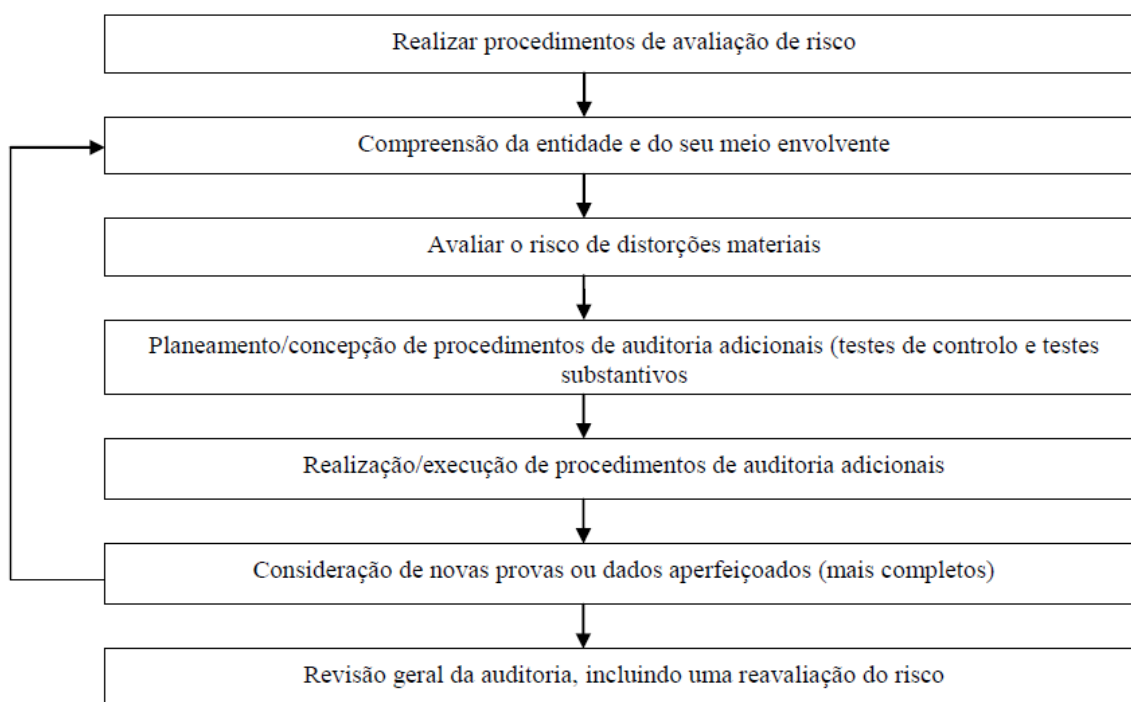 Realizar procedimentos de avaliação de risco
Compreensão da entidade e do seu meio envolvente
Avaliar o risco de distorções materiais
Planeamento/concepção de procedimentos de auditoria adicionais (testes de controlo e testes
substantivos
Realização/execução de procedimentos de auditoria adicionais
Consideração de novas provas ou dados aperfeiçoados (mais completos)
Revisão geral da auditoria, incluindo uma reavaliação do risco